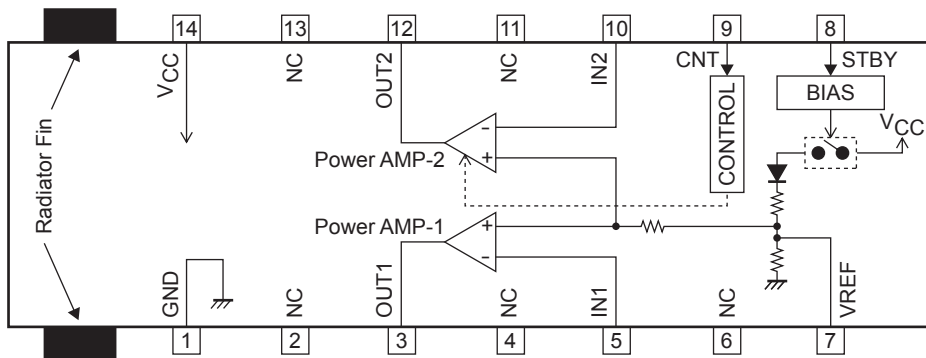 14
13
12
11
10
9
8
Radiator Fin
VCC
NC
OUT2
NC
IN2
CNT
STBY
CONTROL
BIAS
VCC
-
+
Power AMP-2
Power AMP-1
+
-
GND
NC
OUT1
NC
IN1
NC
VREF
1
2
3
4
5
6
7